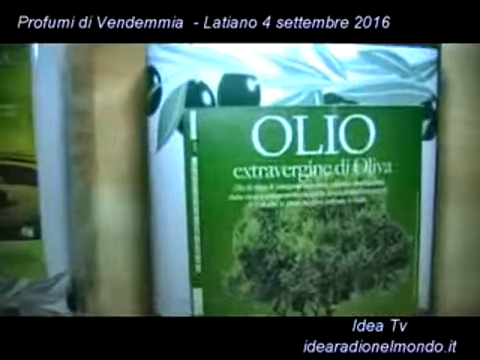 Profumi di Vendemmia - Latiano 4 settembre 2016
OLIO
extravergine di Oliva
Idea Tv
idearadionelmondo.it